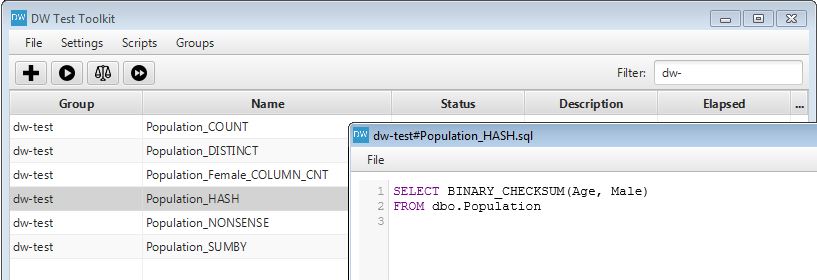 DW DW Test Toolkit
File Settings Scripts Groups
Filter: dw-
Group Name Status Description Elapsed ...
dw-test Population_COUNT
dw-test Population_DISTINCT
dw-test Population_Female_COLUMN_CNT
dw-test Population_HASH
dw-test Population_NONSENSE
dw-test Population_SUMBY
DW dw-test#Population_HASH.sql
File
1 SELECT BINARY_CHECKSUM(Age, Male)
2 FROM dbo.Population
3